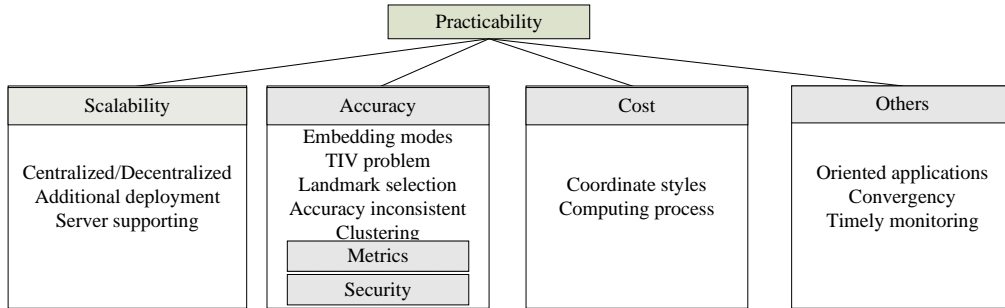 Practicability
Scalability
Centralized/Decentralized
Additional deployment
Server supporting
Accuracy
Embedding modes
TIV problem
Landmark selection
Accuracy inconsistent
Clustering
Metrics
Security
Cost
Coordinate styles
Computing process
Others
Oriented applications
Convergency
Timely monitoring